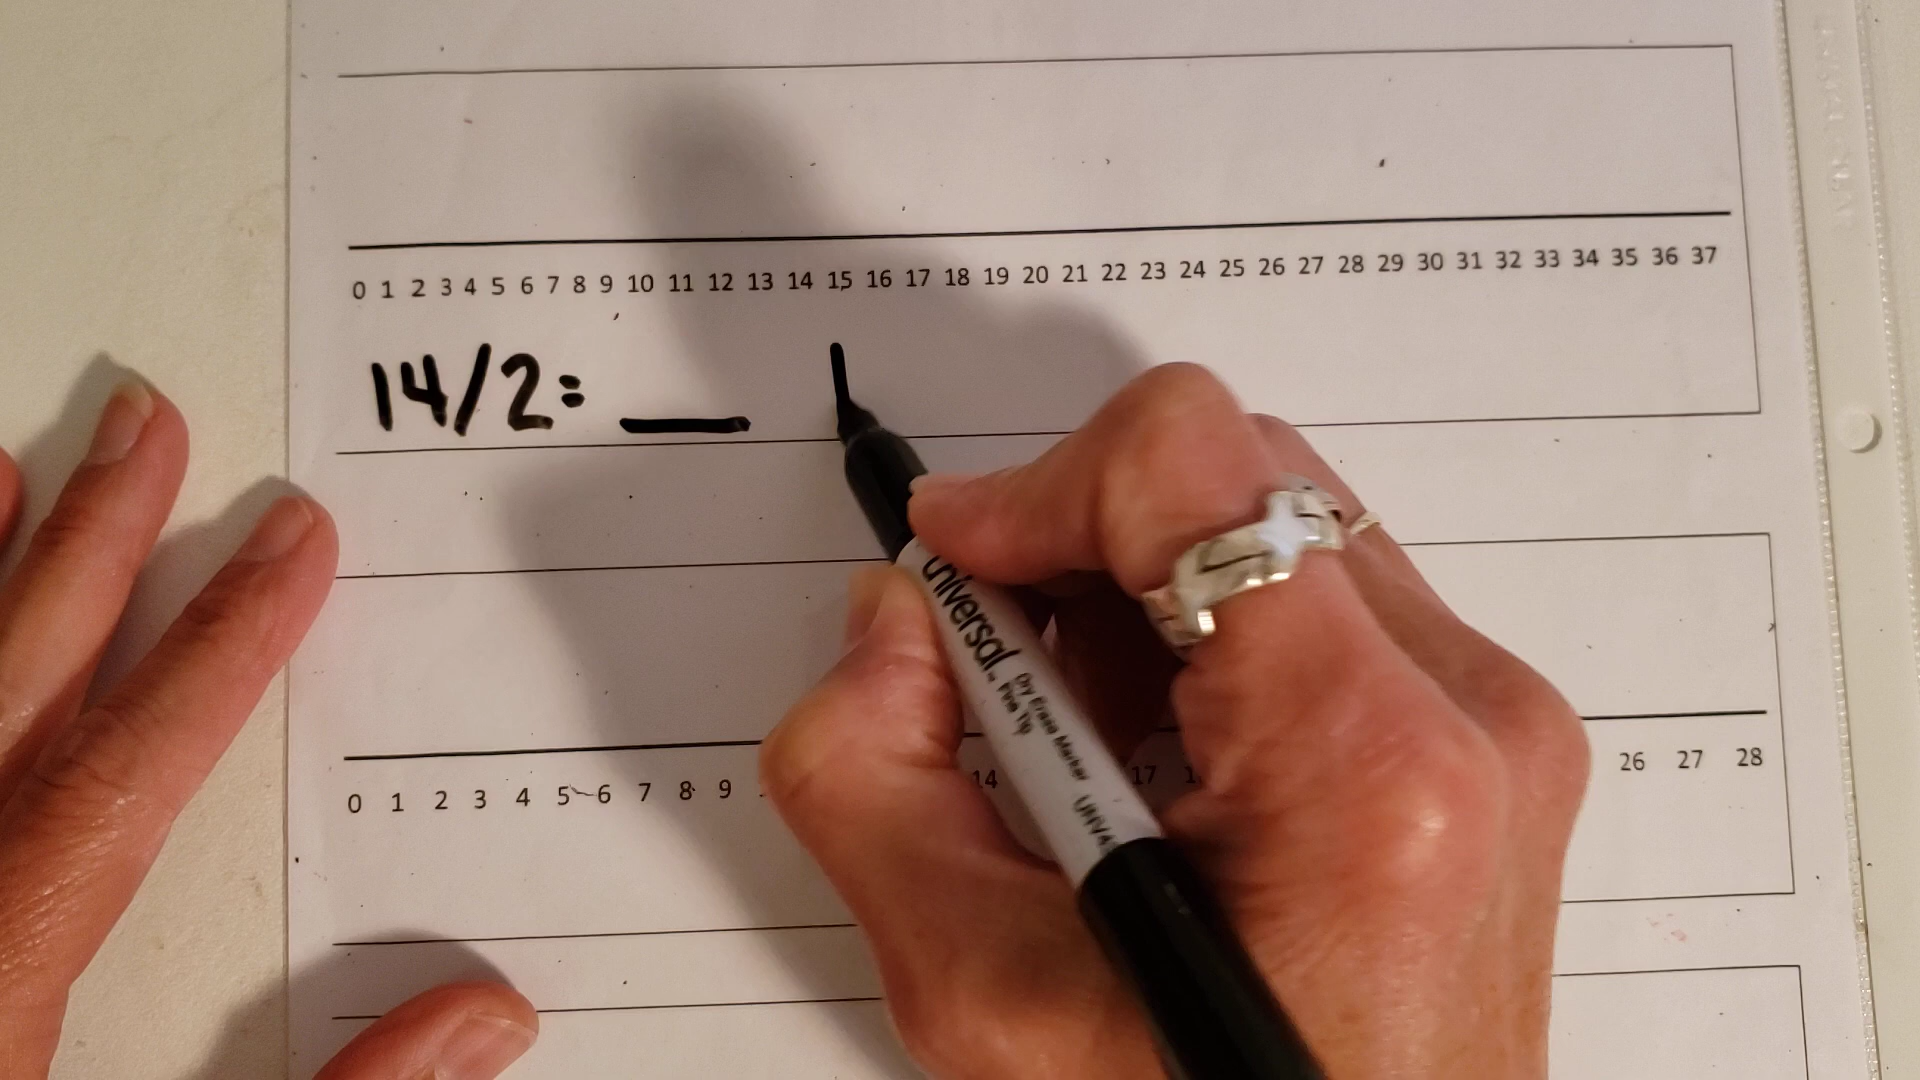 0 1 2 3 4 5 6 7 8 9 10 11 12 13 14 15 16 17 18 19 20 21 22 23 24 25 26 27 28 29 30 31 32 33 34 35 36 37
14/2=
universal
Dry Erase Marker
Fine Tip
0 1 2 3 4 5 6 7 8 9 14 17 26 27 28